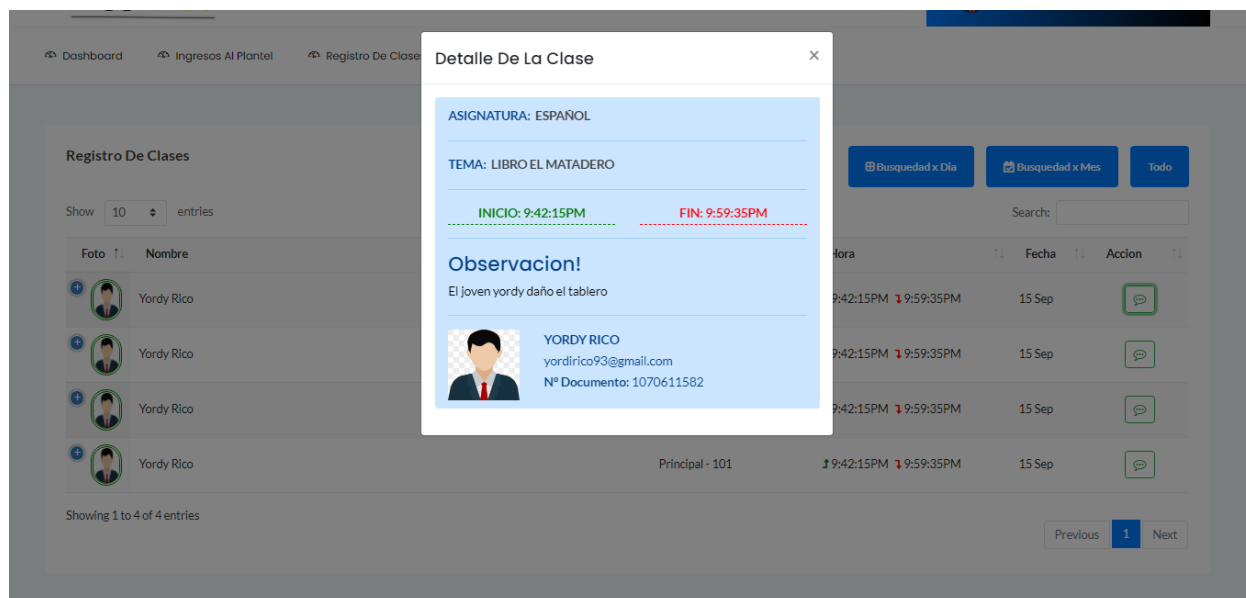 Dashboard
Ingresos Al Plantel
Registro De Clases
Detalle De La Clase
×
ASIGNATURA: ESPAÑOL
TEMA: LIBRO EL MATADERO
INICIO: 9:42:15PM
FIN: 9:59:35PM
Observacion!
El joven yordy daño el tablero
YORDY RICO
yordirico93@gmail.com
Nº Documento: 1070611582
Registro De Clases
Busquedad x Dia
Busquedad x Mes
Todo
Show 10 entries
Search:
Foto Nombre Hora Fecha Accion
Yordy Rico 9:42:15PM 9:59:35PM 15 Sep
Yordy Rico 9:42:15PM 9:59:35PM 15 Sep
Yordy Rico 9:42:15PM 9:59:35PM 15 Sep
Yordy Rico Principal - 101 9:42:15PM 9:59:35PM 15 Sep
Showing 1 to 4 of 4 entries
Previous 1 Next